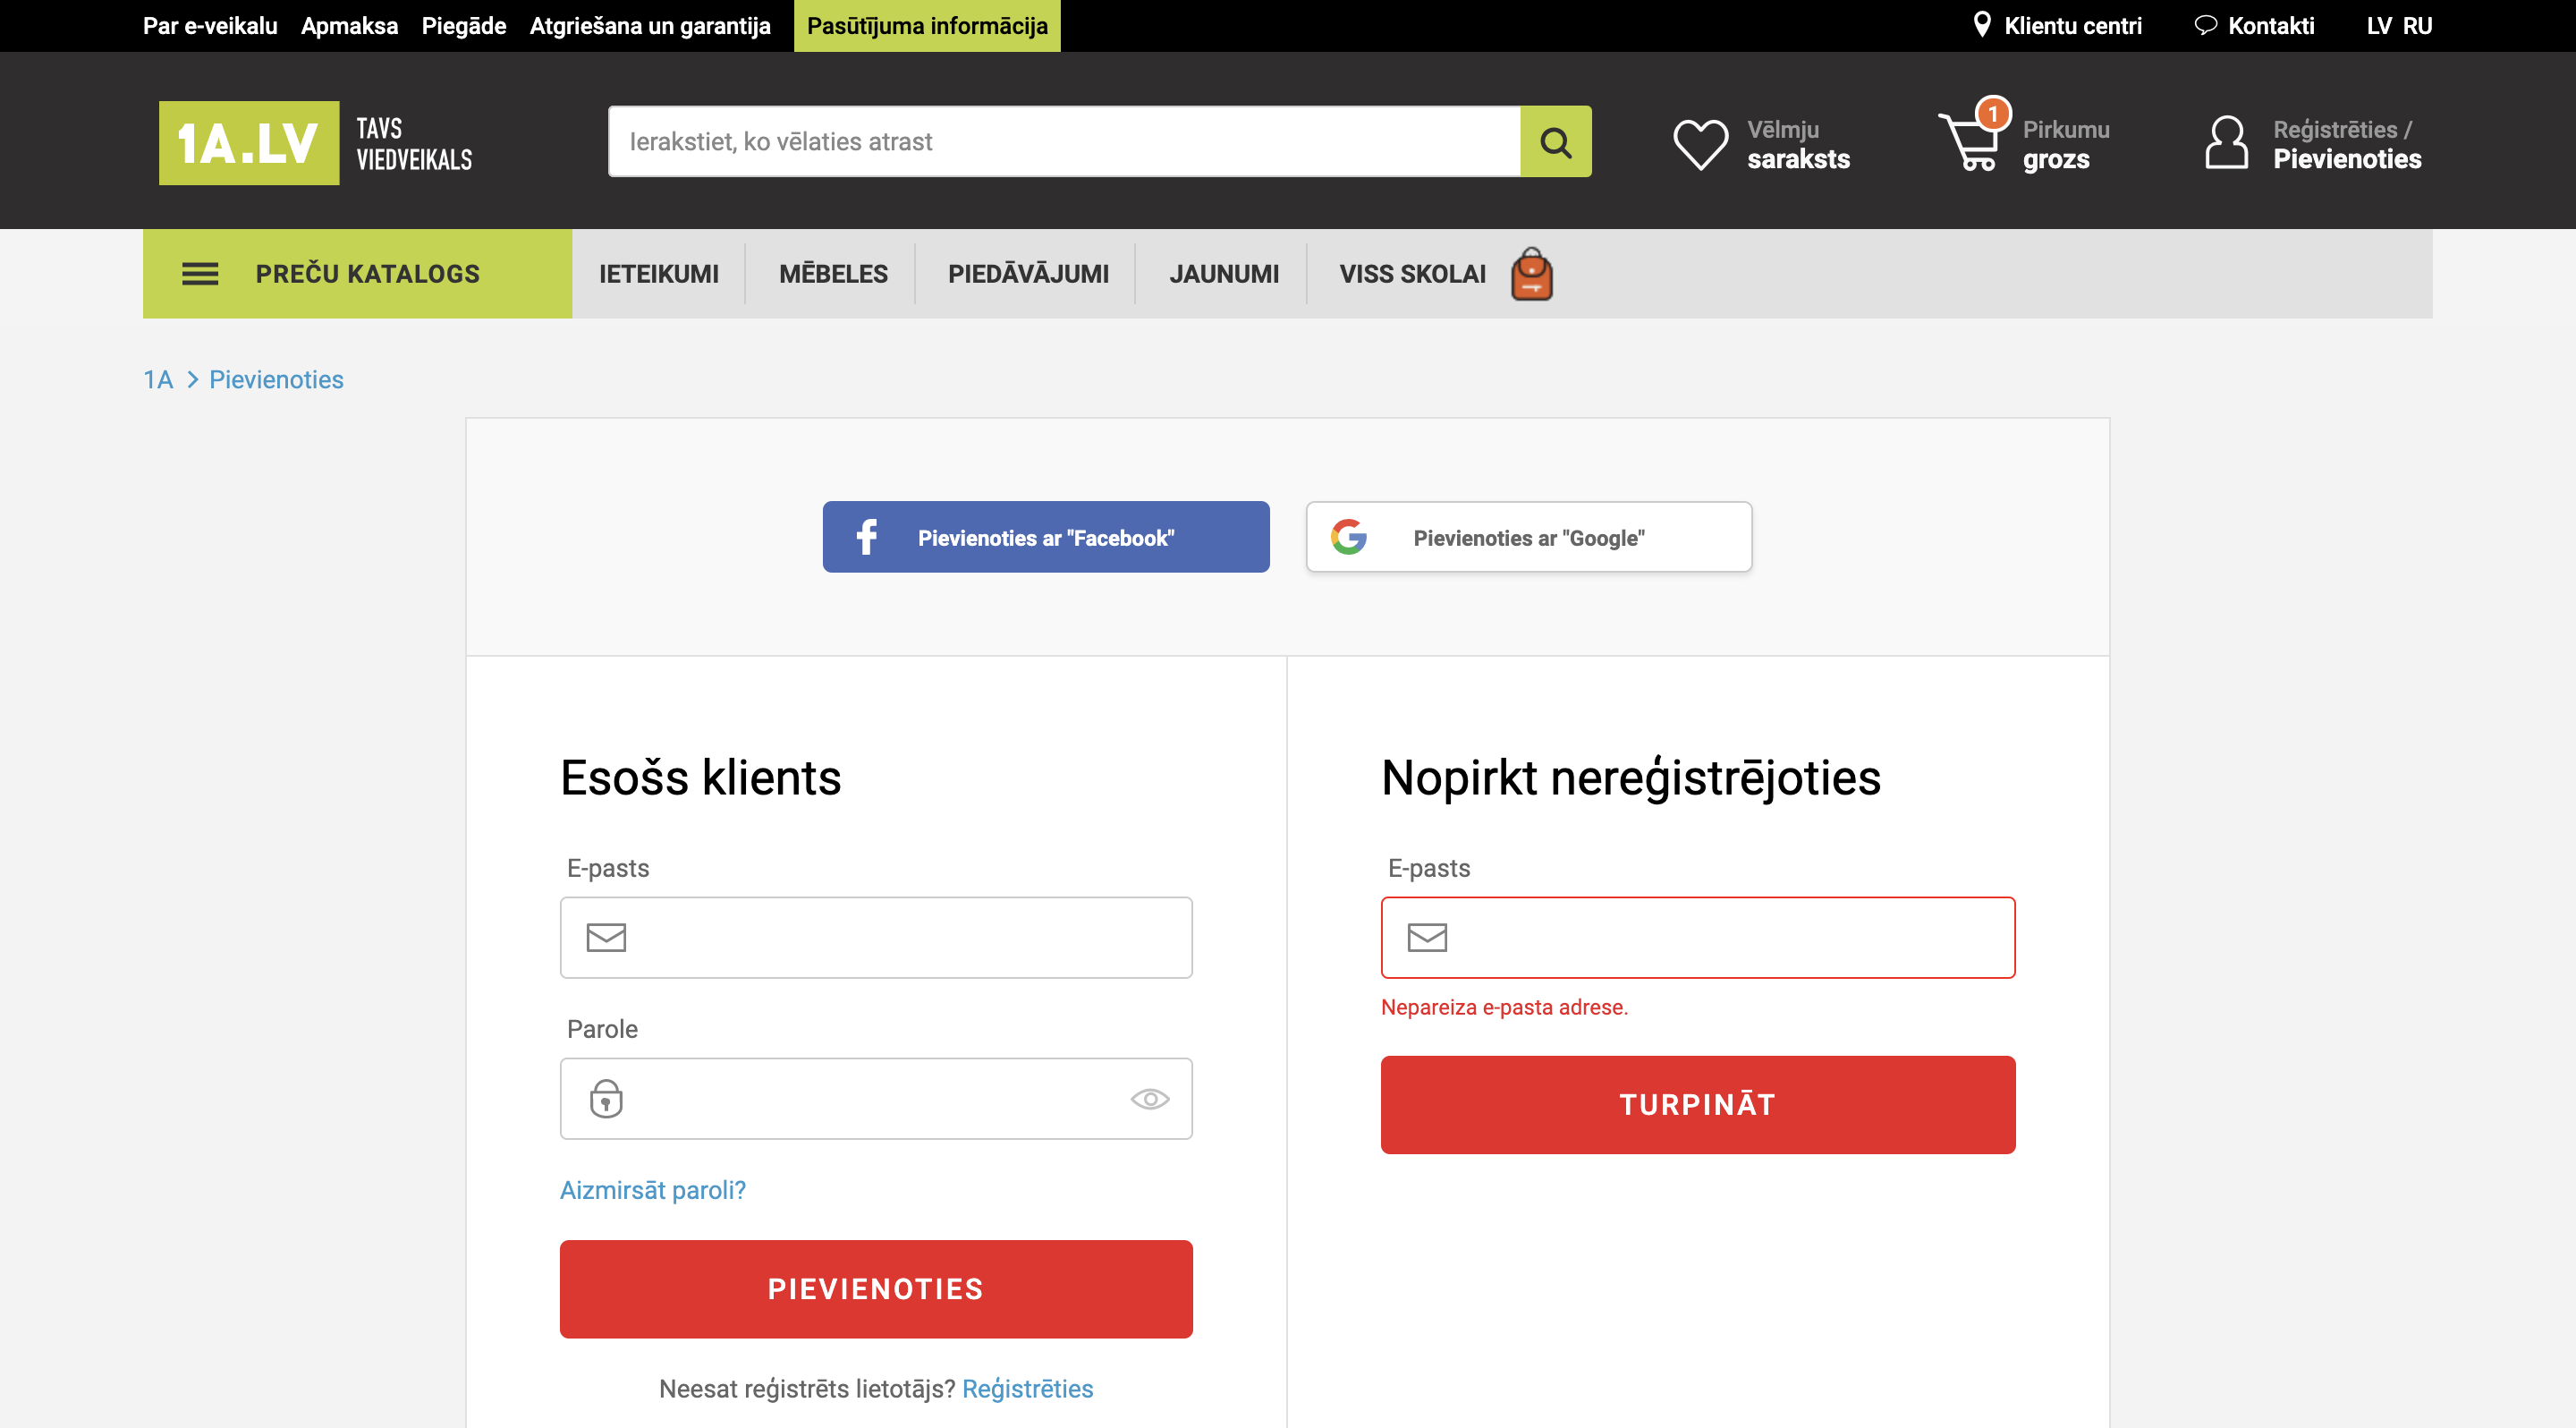 Par e-veikalu Apmaksa Piegāde Atgriešana un garantija Pasūtījuma informācija Klientu centri Kontakti LV RU
1A.LV
TAVS
VIEDVEIKALS
Ierakstiet, ko vēlaties atrast
Vēlmju
saraksts
1
Pirkumu
grozs
Reģistrēties /
Pievienoties
PREČU KATALOGS IETEIKUMI MĒBELES PIEDĀVĀJUMI JAUNUMI VISS SKOLAI
1A > Pievienoties
Pievienoties ar "Facebook"
Pievienoties ar "Google"
Esošs klients
E-pasts
Parole
Aizmirsāt paroli?
PIEVIENOTIES
Neesat reģistrēts lietotājs? Reģistrēties
Nopirkt nereģistrējoties
E-pasts
Nepareiza e-pasta adrese.
TURPINĀT